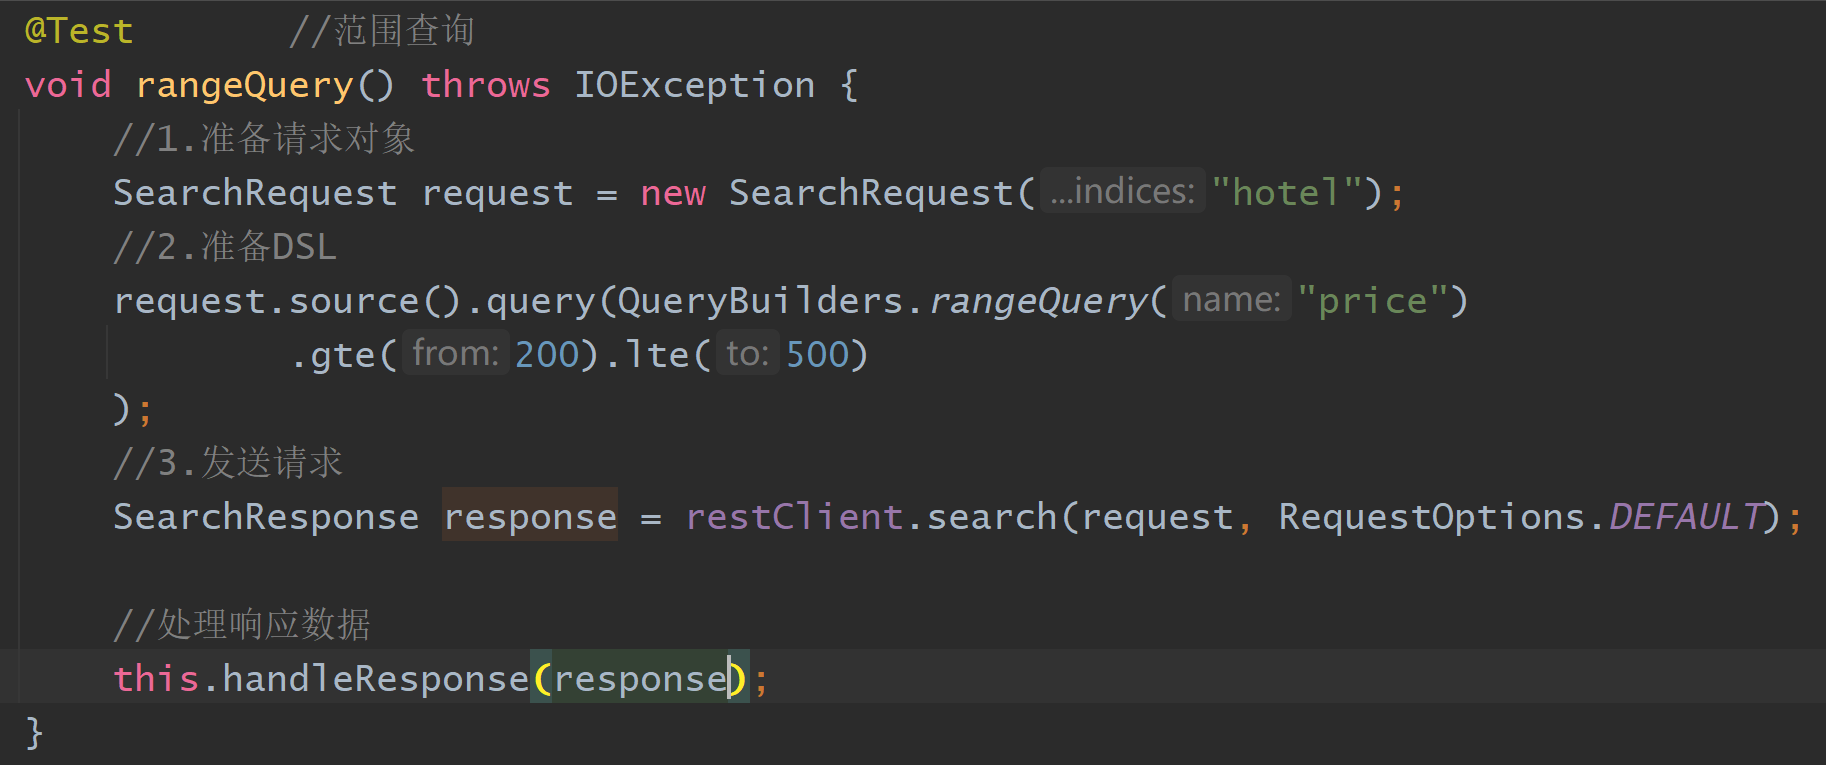 @Test       //范围查询
void rangeQuery() throws IOException {
    //1.准备请求对象
    SearchRequest request = new SearchRequest( ...indices: "hotel");
    //2.准备DSL
    request.source().query(QueryBuilders.rangeQuery( name: "price")
            .gte( from: 200).lte( to: 500)
    );
    //3.发送请求
    SearchResponse response = restClient.search(request, RequestOptions.DEFAULT);
    //处理响应数据
    this.handleResponse(response);
}